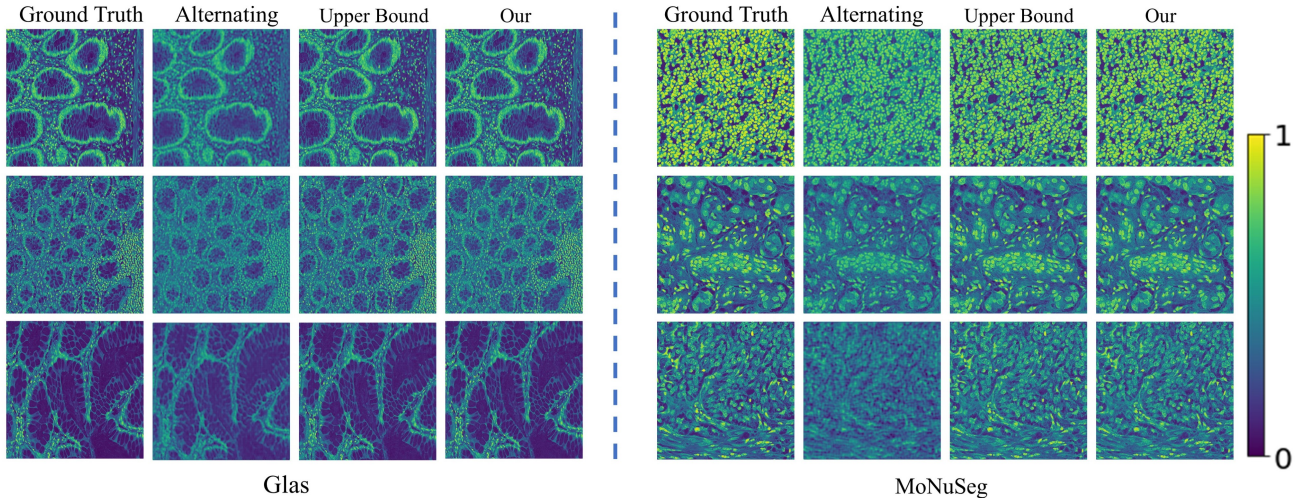 Ground Truth Alternating Upper Bound Our
Ground Truth Alternating Upper Bound Our
1
0
Glas
MoNuSeg